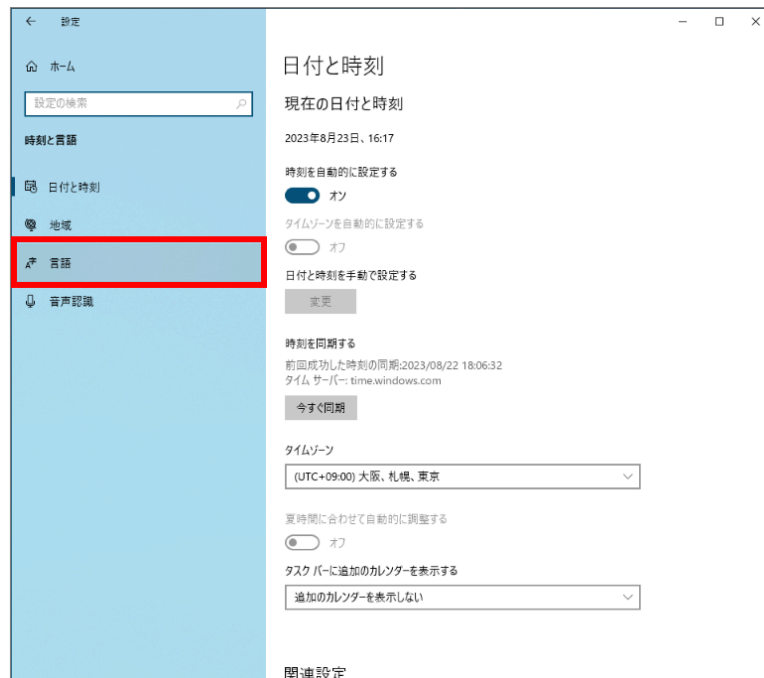 設定
ホーム
設定の検索
時刻と言語
日付と時刻
地域
言語
音声認識
日付と時刻
現在の日付と時刻
2023年8月23日、16:17
時刻を自動的に設定する
オン
タイムゾーンを自動的に設定する
オフ
日付と時刻を手動で設定する
変更
時刻を同期する
前回成功した時刻の同期:2023/08/22 18:06:32
タイム サーバー: time.windows.com
今すぐ同期
タイムゾーン
(UTC+09:00) 大阪、札幌、東京
夏時間に合わせて自動的に調整する
オフ
タスク バーに追加のカレンダーを表示する
追加のカレンダーを表示しない
関連設定